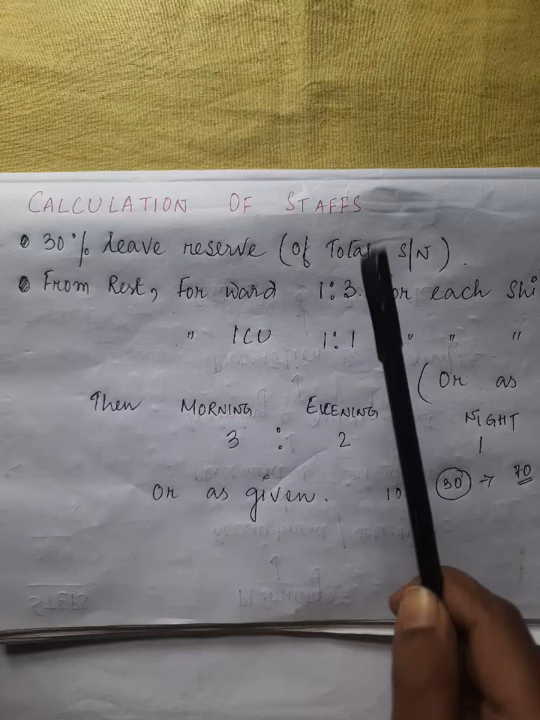 CALCULATION OF STAFFS
• 30% leave reserve (Of Total S/N).
• From Rest, For ward 1:3 for each Shi
" ICU 1:1 " " "
(Or as
Then MORNING EVENING NIGHT
3 : 2 1
Or as given. 10 30 → 70